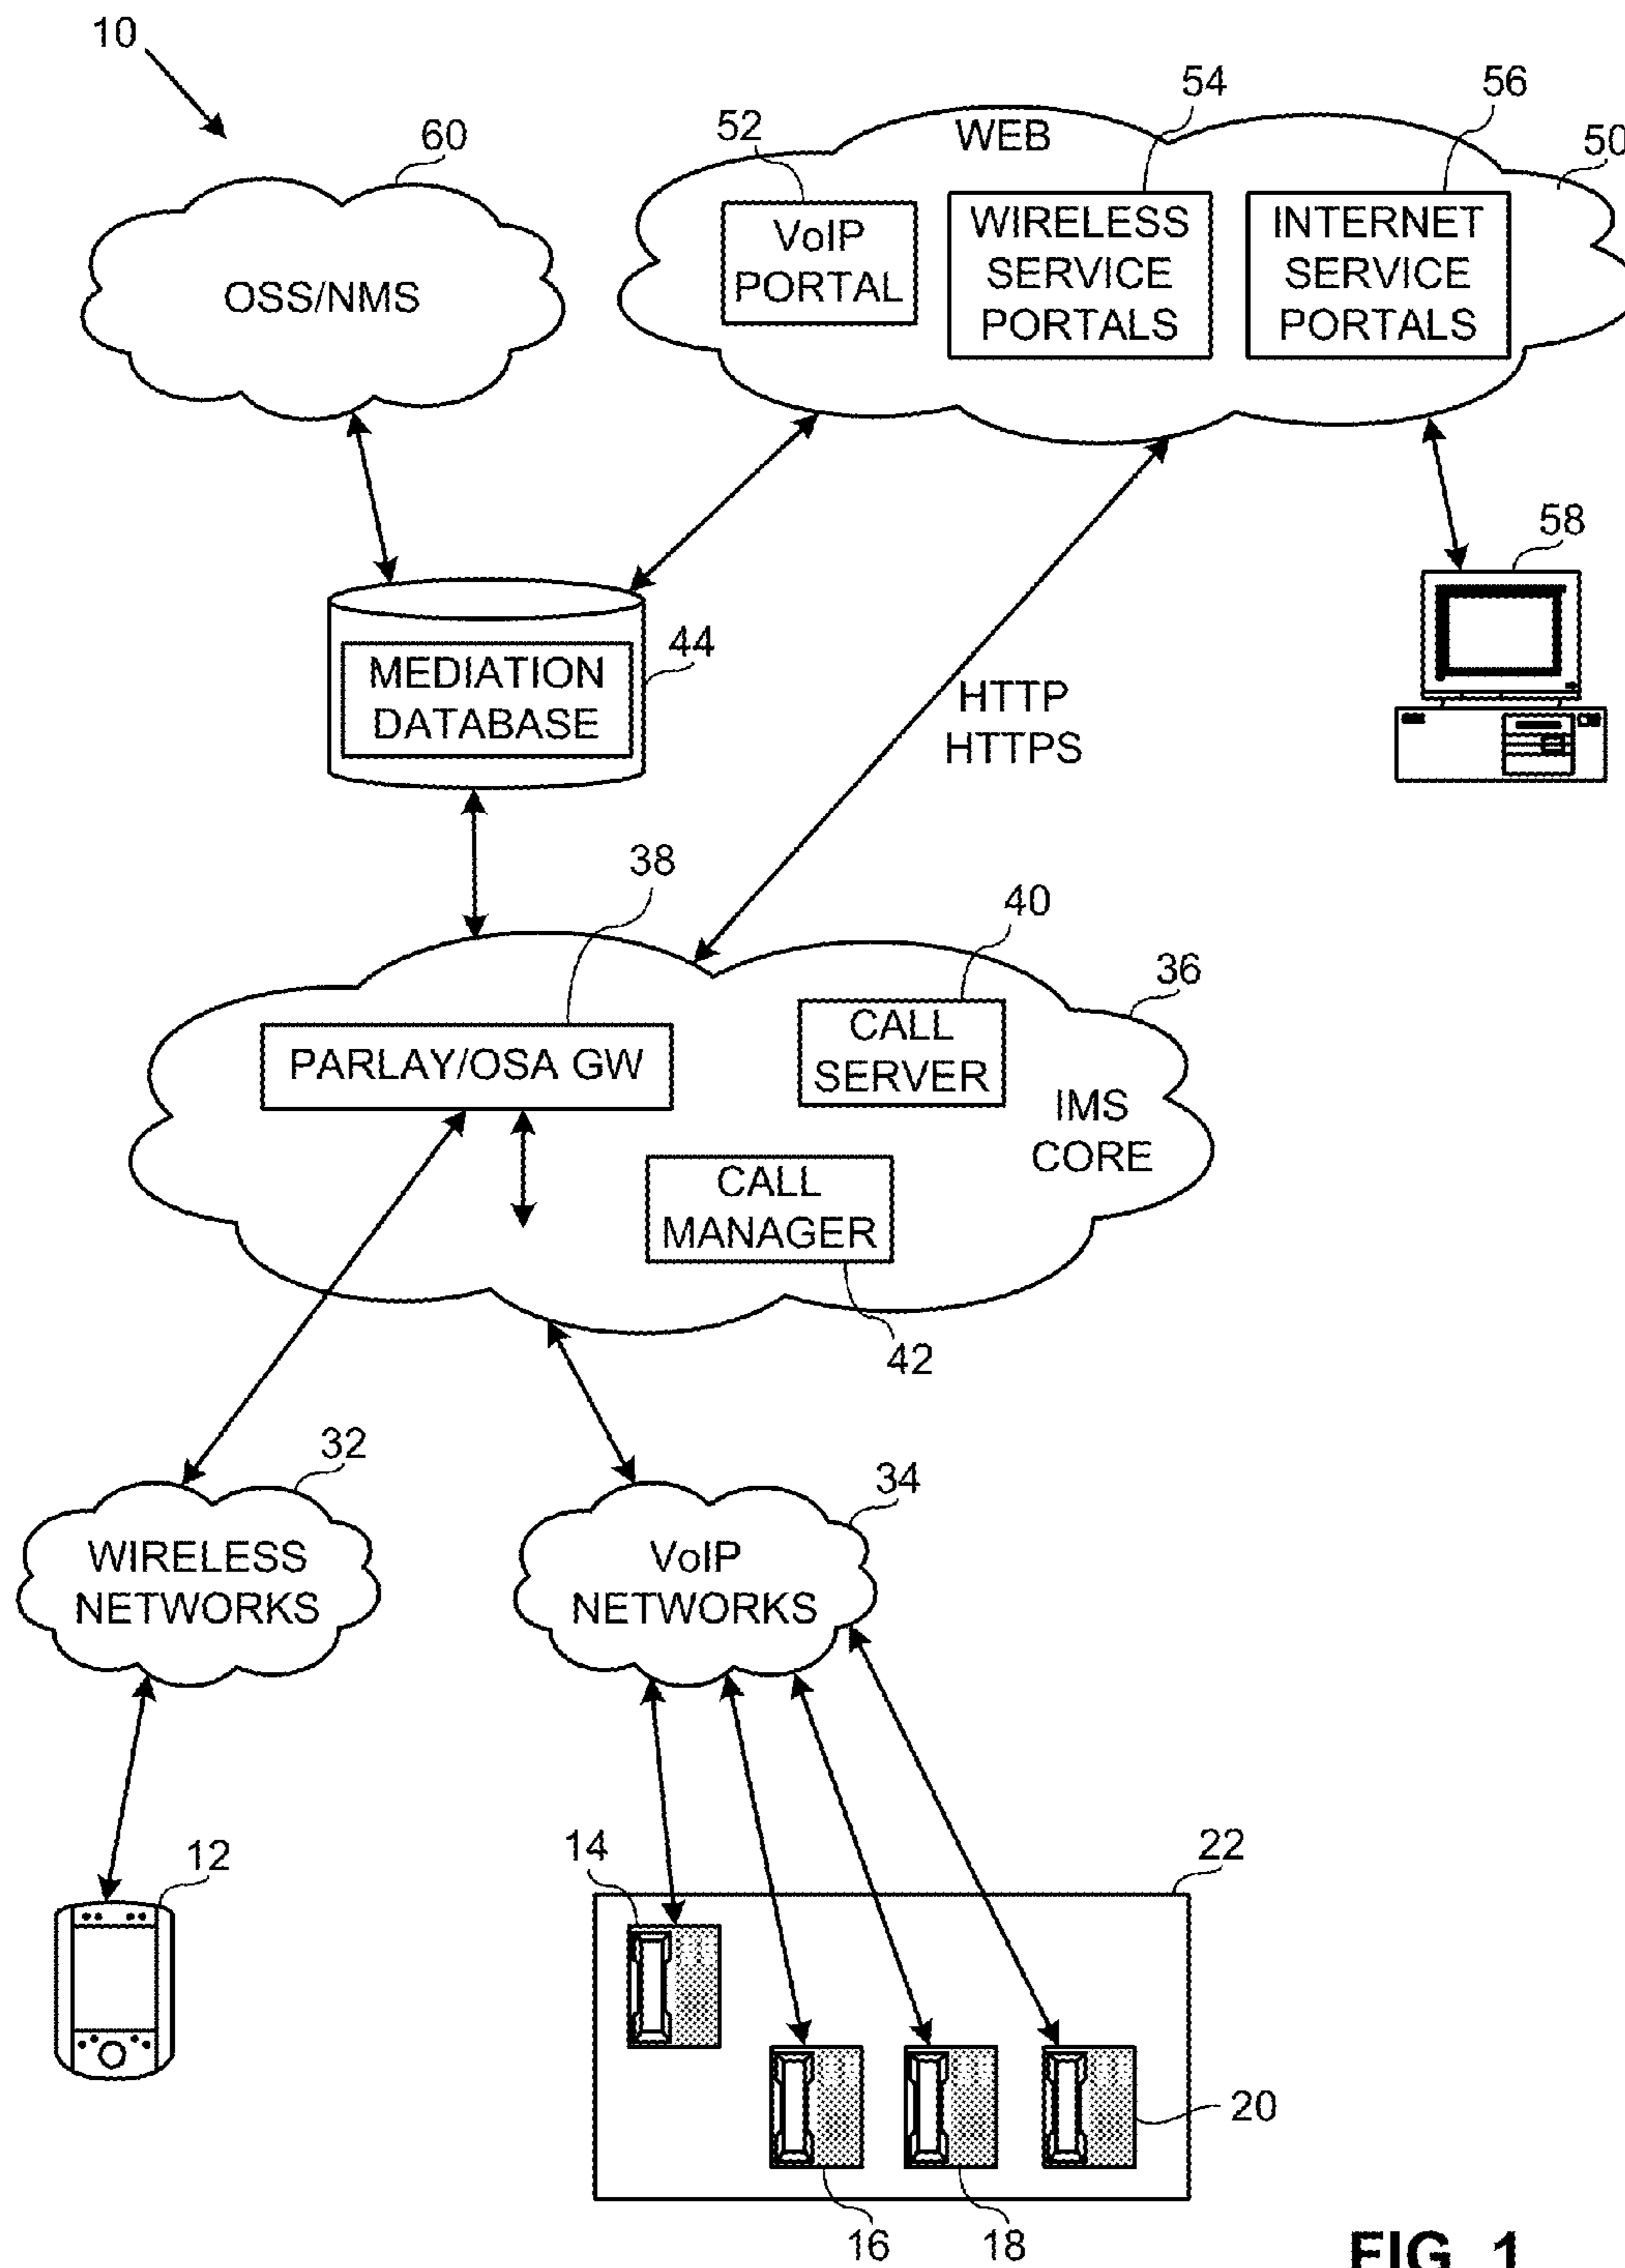 10
60
OSS/NMS
WEB
52
54
56
50
VoIP
PORTAL
WIRELESS
SERVICE
PORTALS
INTERNET
SERVICE
PORTALS
58
44
MEDIATION
DATABASE
HTTP
HTTPS
38
40
36
PARLAY/OSA GW
CALL
SERVER
IMS
CORE
CALL
MANAGER
42
32
34
WIRELESS
NETWORKS
VoIP
NETWORKS
12
14
22
20
16
18
FIG. 1